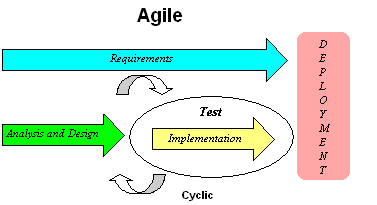 Agile
Requirements
Test
Analysis and Design
Implementation
Cyclic
D
E
P
L
O
Y
M
E
N
T